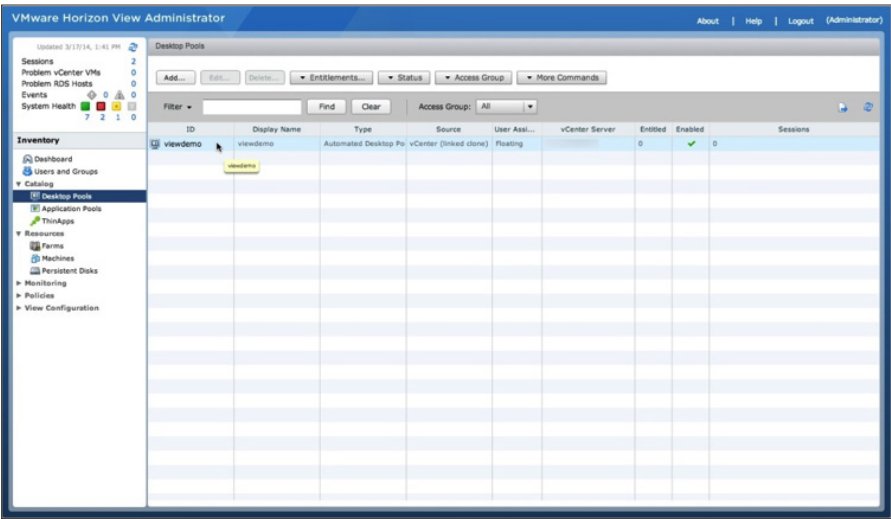 VMware Horizon View Administrator
About | Help | Logout (Administrator)
Updated 3/17/14, 1:41 PM
Sessions 2
Problem vCenter VMs 0
Problem RDS Hosts 0
Events 0 0
System Health
7 2 1 0
Inventory
Dashboard
Users and Groups
Catalog
Desktop Pools
Application Pools
ThinApps
Resources
Farms
Machines
Persistent Disks
Monitoring
Policies
View Configuration
Desktop Pools
Add... Edit... Delete... Entitlements... Status Access Group More Commands
Filter Find Clear Access Group: All
ID Display Name Type Source User Assi... vCenter Server Entitled Enabled Sessions
viewdemo viewdemo Automated Desktop Po vCenter (linked clone) Floating 0 0
viewdemo